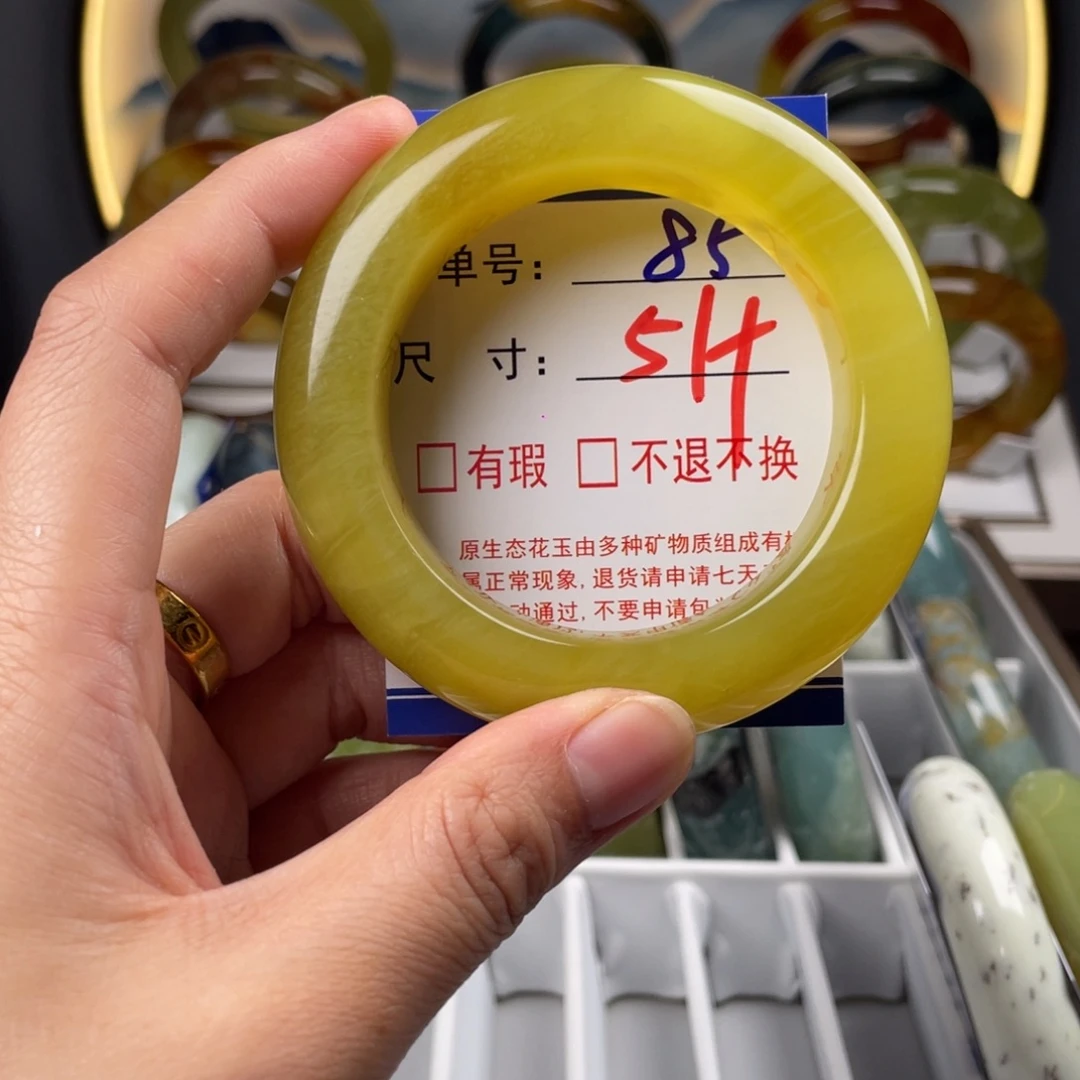 单号: 85
尺 寸: 54
□有瑕 □不退不换
原生态花玉由多种矿物质组成有
属正常现象,退货请申请七天
动通过,不要申请包